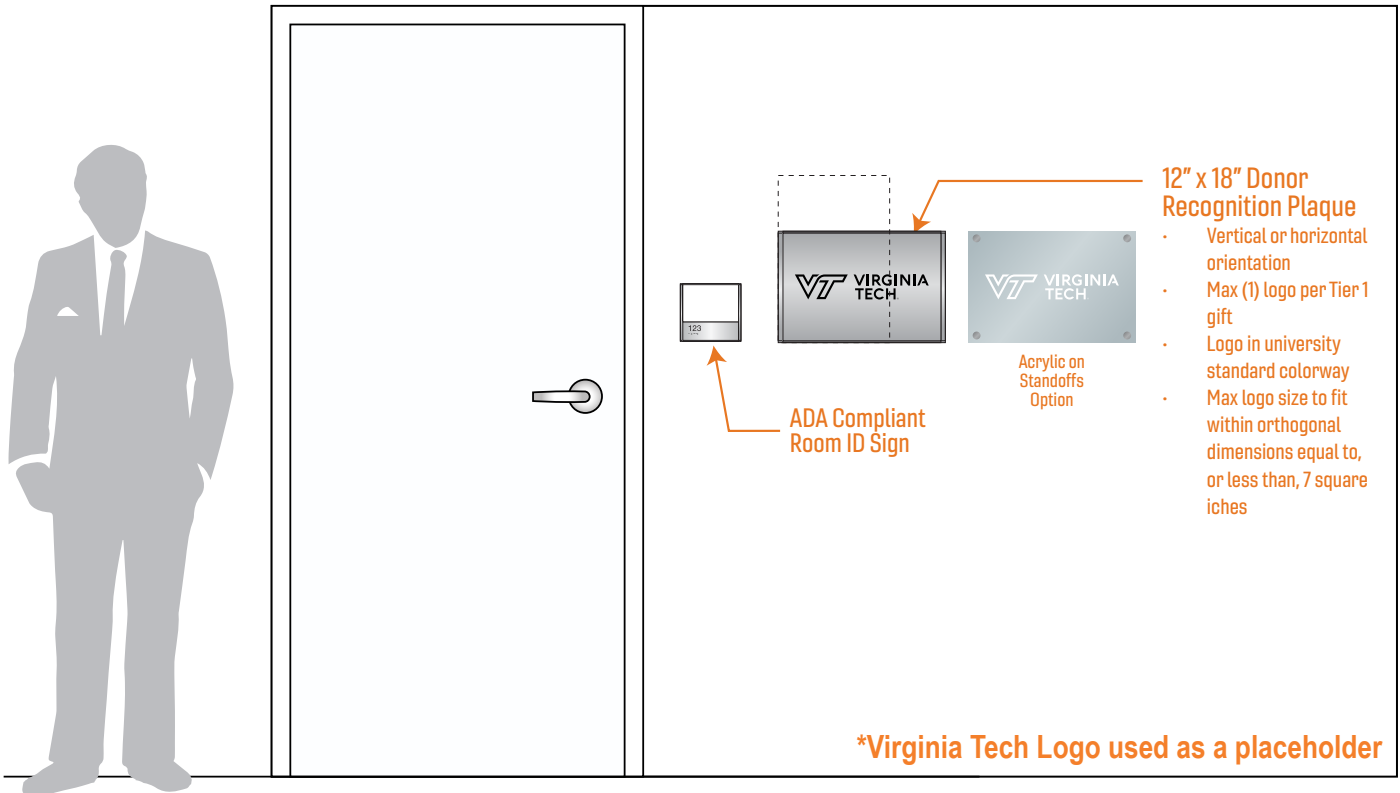 12" x 18" Donor
Recognition Plaque
· Vertical or horizontal
orientation
· Max (1) logo per Tier 1
gift
· Logo in university
standard colorway
· Max logo size to fit
within orthogonal
dimensions equal to,
or less than, 7 square
iches
VT VIRGINIA
TECH
VT VIRGINIA
TECH
123
Acrylic on
Standoffs
Option
ADA Compliant
Room ID Sign
*Virginia Tech Logo used as a placeholder